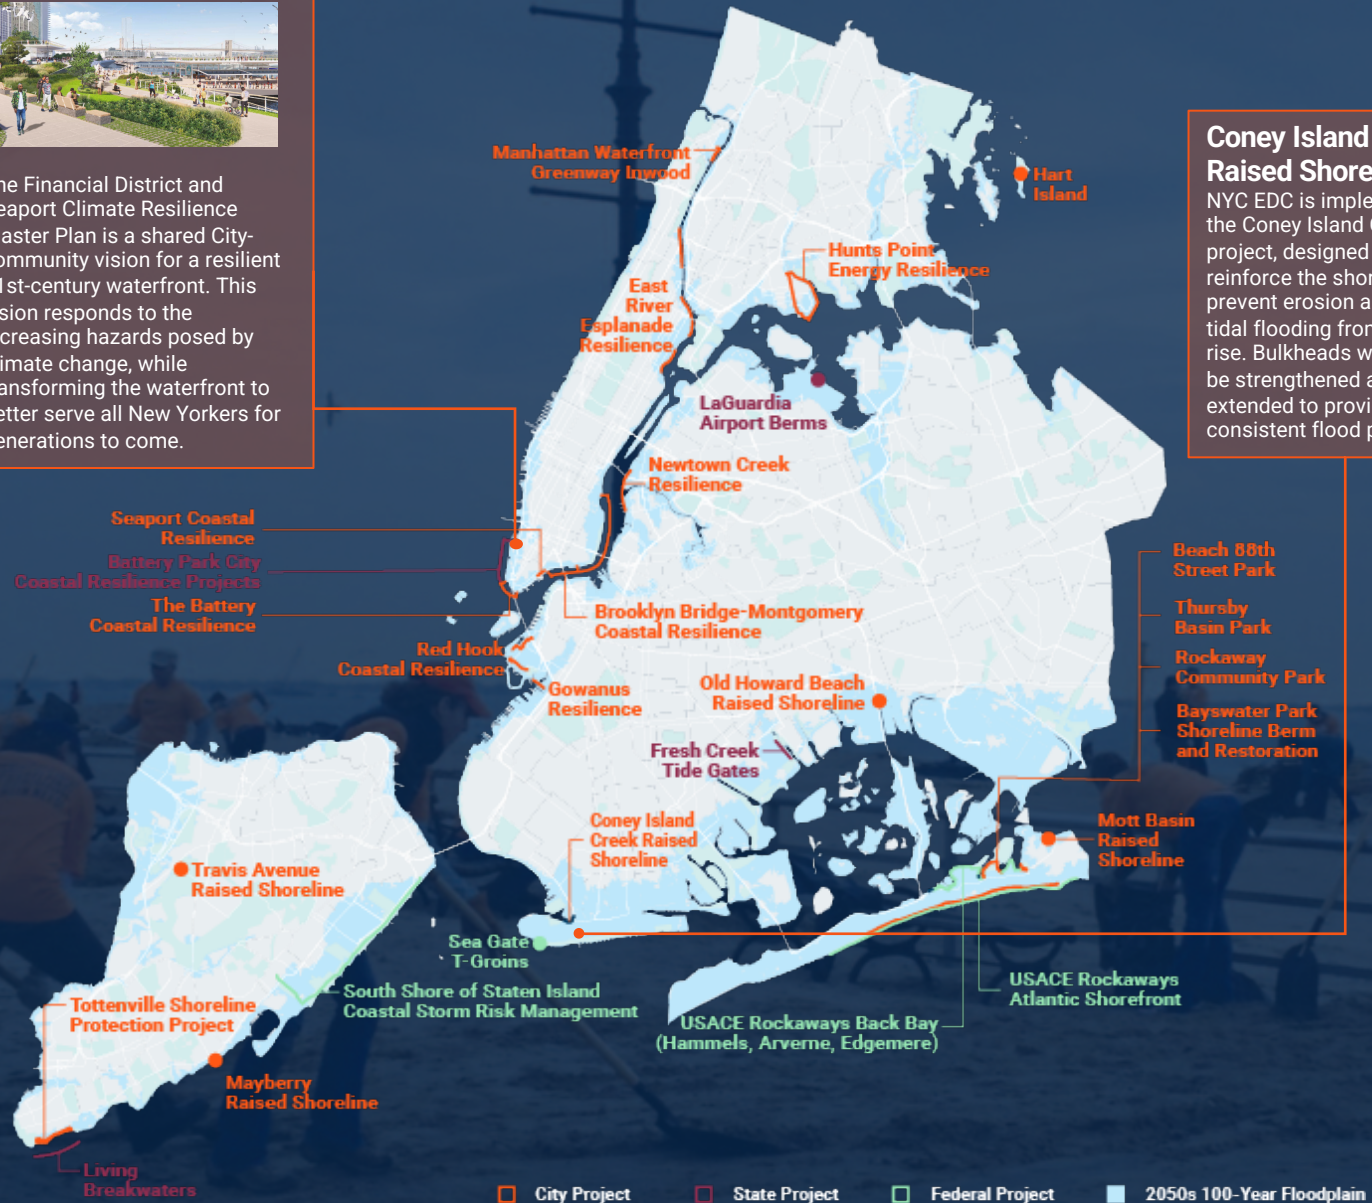 he Financial District and
eaport Climate Resilience
aster Plan is a shared City-
ommunity vision for a resilient
1st-century waterfront. This
sion responds to the
creasing hazards posed by
imate change, while
ansforming the waterfront to
etter serve all New Yorkers for
enerations to come.
Coney Island
Raised Shore
NYC EDC is imple
the Coney Island
project, designed
reinforce the shor
prevent erosion a
tidal flooding fron
rise. Bulkheads w
be strengthened a
extended to provi
consistent flood p
Manhattan Waterfront
Greenway Inwood
Hart
Island
Hunts Point
Energy Resilience
East
River
Esplanade
Resilience
LaGuardia
Airport Berms
Newtown Creek
Resilience
Seaport Coastal
Resilience
Battery Park City
Coastal Resilience Projects
The Battery
Coastal Resilience
Brooklyn Bridge-Montgomery
Coastal Resilience
Red Hook
Coastal Resilience
Gowanus
Resilience
Old Howard Beach
Raised Shoreline
Fresh Creek
Tide Gates
Beach 88th
Street Park
Thursby
Basin Park
Rockaway
Community Park
Bayswater Park
Shoreline Berm
and Restoration
Coney Island
Creek Raised
Shoreline
Mott Basin
Raised
Shoreline
Travis Avenue
Raised Shoreline
Sea Gate
T-Groins
South Shore of Staten Island
Coastal Storm Risk Management
USACE Rockaways
Atlantic Shorefront
USACE Rockaways Back Bay
(Hammels, Arverne, Edgemere)
Tottenville Shoreline
Protection Project
Mayberry
Raised Shoreline
Living
Breakwaters
City Project
State Project
Federal Project
2050s 100-Year Floodplain